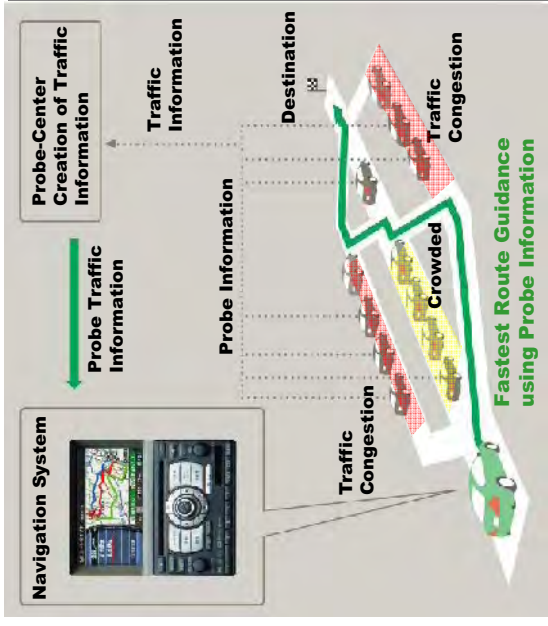 Navigation System
Probe Traffic
Information
Probe-Center
Creation of Traffic
Information
Traffic
Information
Probe Information
Destination
Traffic
Congestion
Crowded
Traffic
Congestion
Fastest Route Guidance
using Probe Information